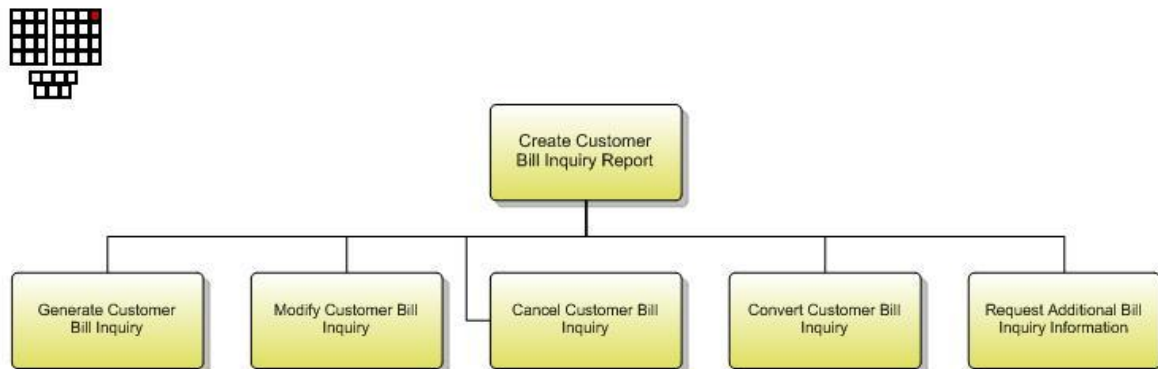 Create Customer
Bill Inquiry Report
Generate Customer
Bill Inquiry
Modify Customer Bill
Inquiry
Cancel Customer Bill
Inquiry
Convert Customer Bill
Inquiry
Request Additional Bill
Inquiry Information